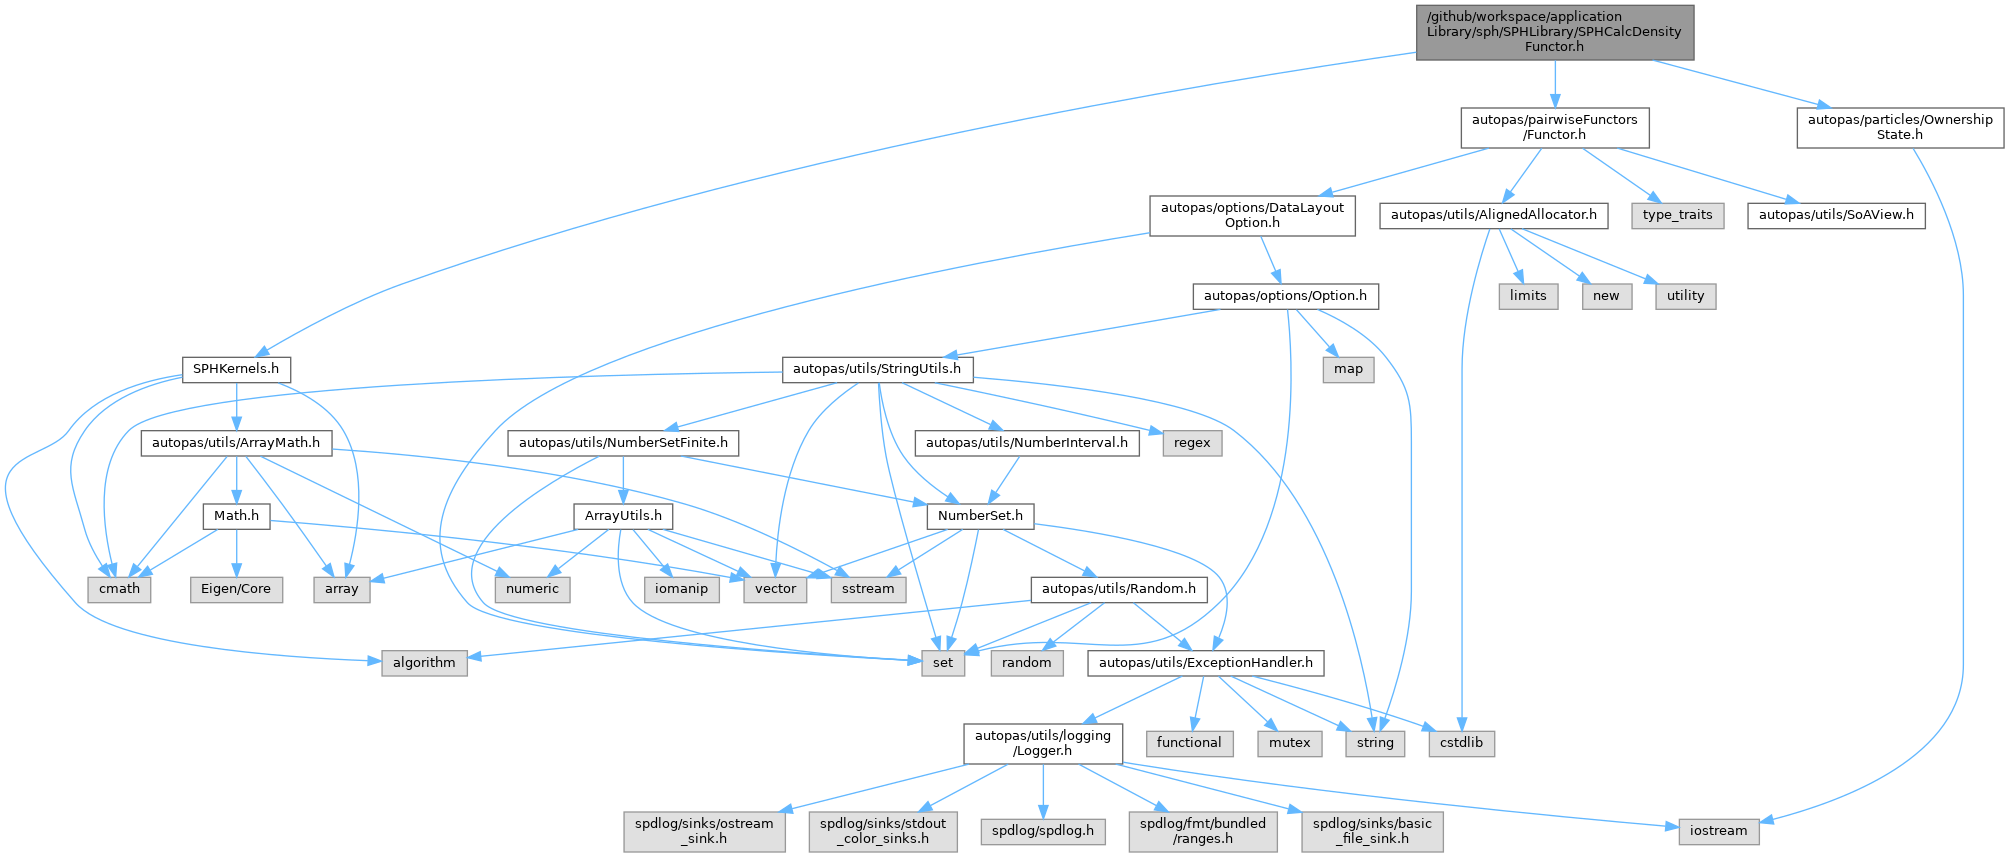 /github/workspace/application
Library/sph/SPHLibrary/SPHCalcDensity
Functor.h
autopas/pairwiseFunctors
/Functor.h
autopas/particles/Ownership
State.h
autopas/options/DataLayout
Option.h
autopas/utils/AlignedAllocator.h
type_traits
autopas/utils/SoAView.h
autopas/options/Option.h
limits
new
utility
SPHKernels.h
autopas/utils/StringUtils.h
map
autopas/utils/ArrayMath.h
autopas/utils/NumberSetFinite.h
autopas/utils/NumberInterval.h
regex
Math.h
ArrayUtils.h
NumberSet.h
cmath
Eigen/Core
array
numeric
iomanip
vector
sstream
autopas/utils/Random.h
algorithm
set
random
autopas/utils/ExceptionHandler.h
autopas/utils/logging
/Logger.h
functional
mutex
string
cstdlib
spdlog/sinks/ostream
_sink.h
spdlog/sinks/stdout
_color_sinks.h
spdlog/spdlog.h
spdlog/fmt/bundled
/ranges.h
spdlog/sinks/basic
_file_sink.h
iostream